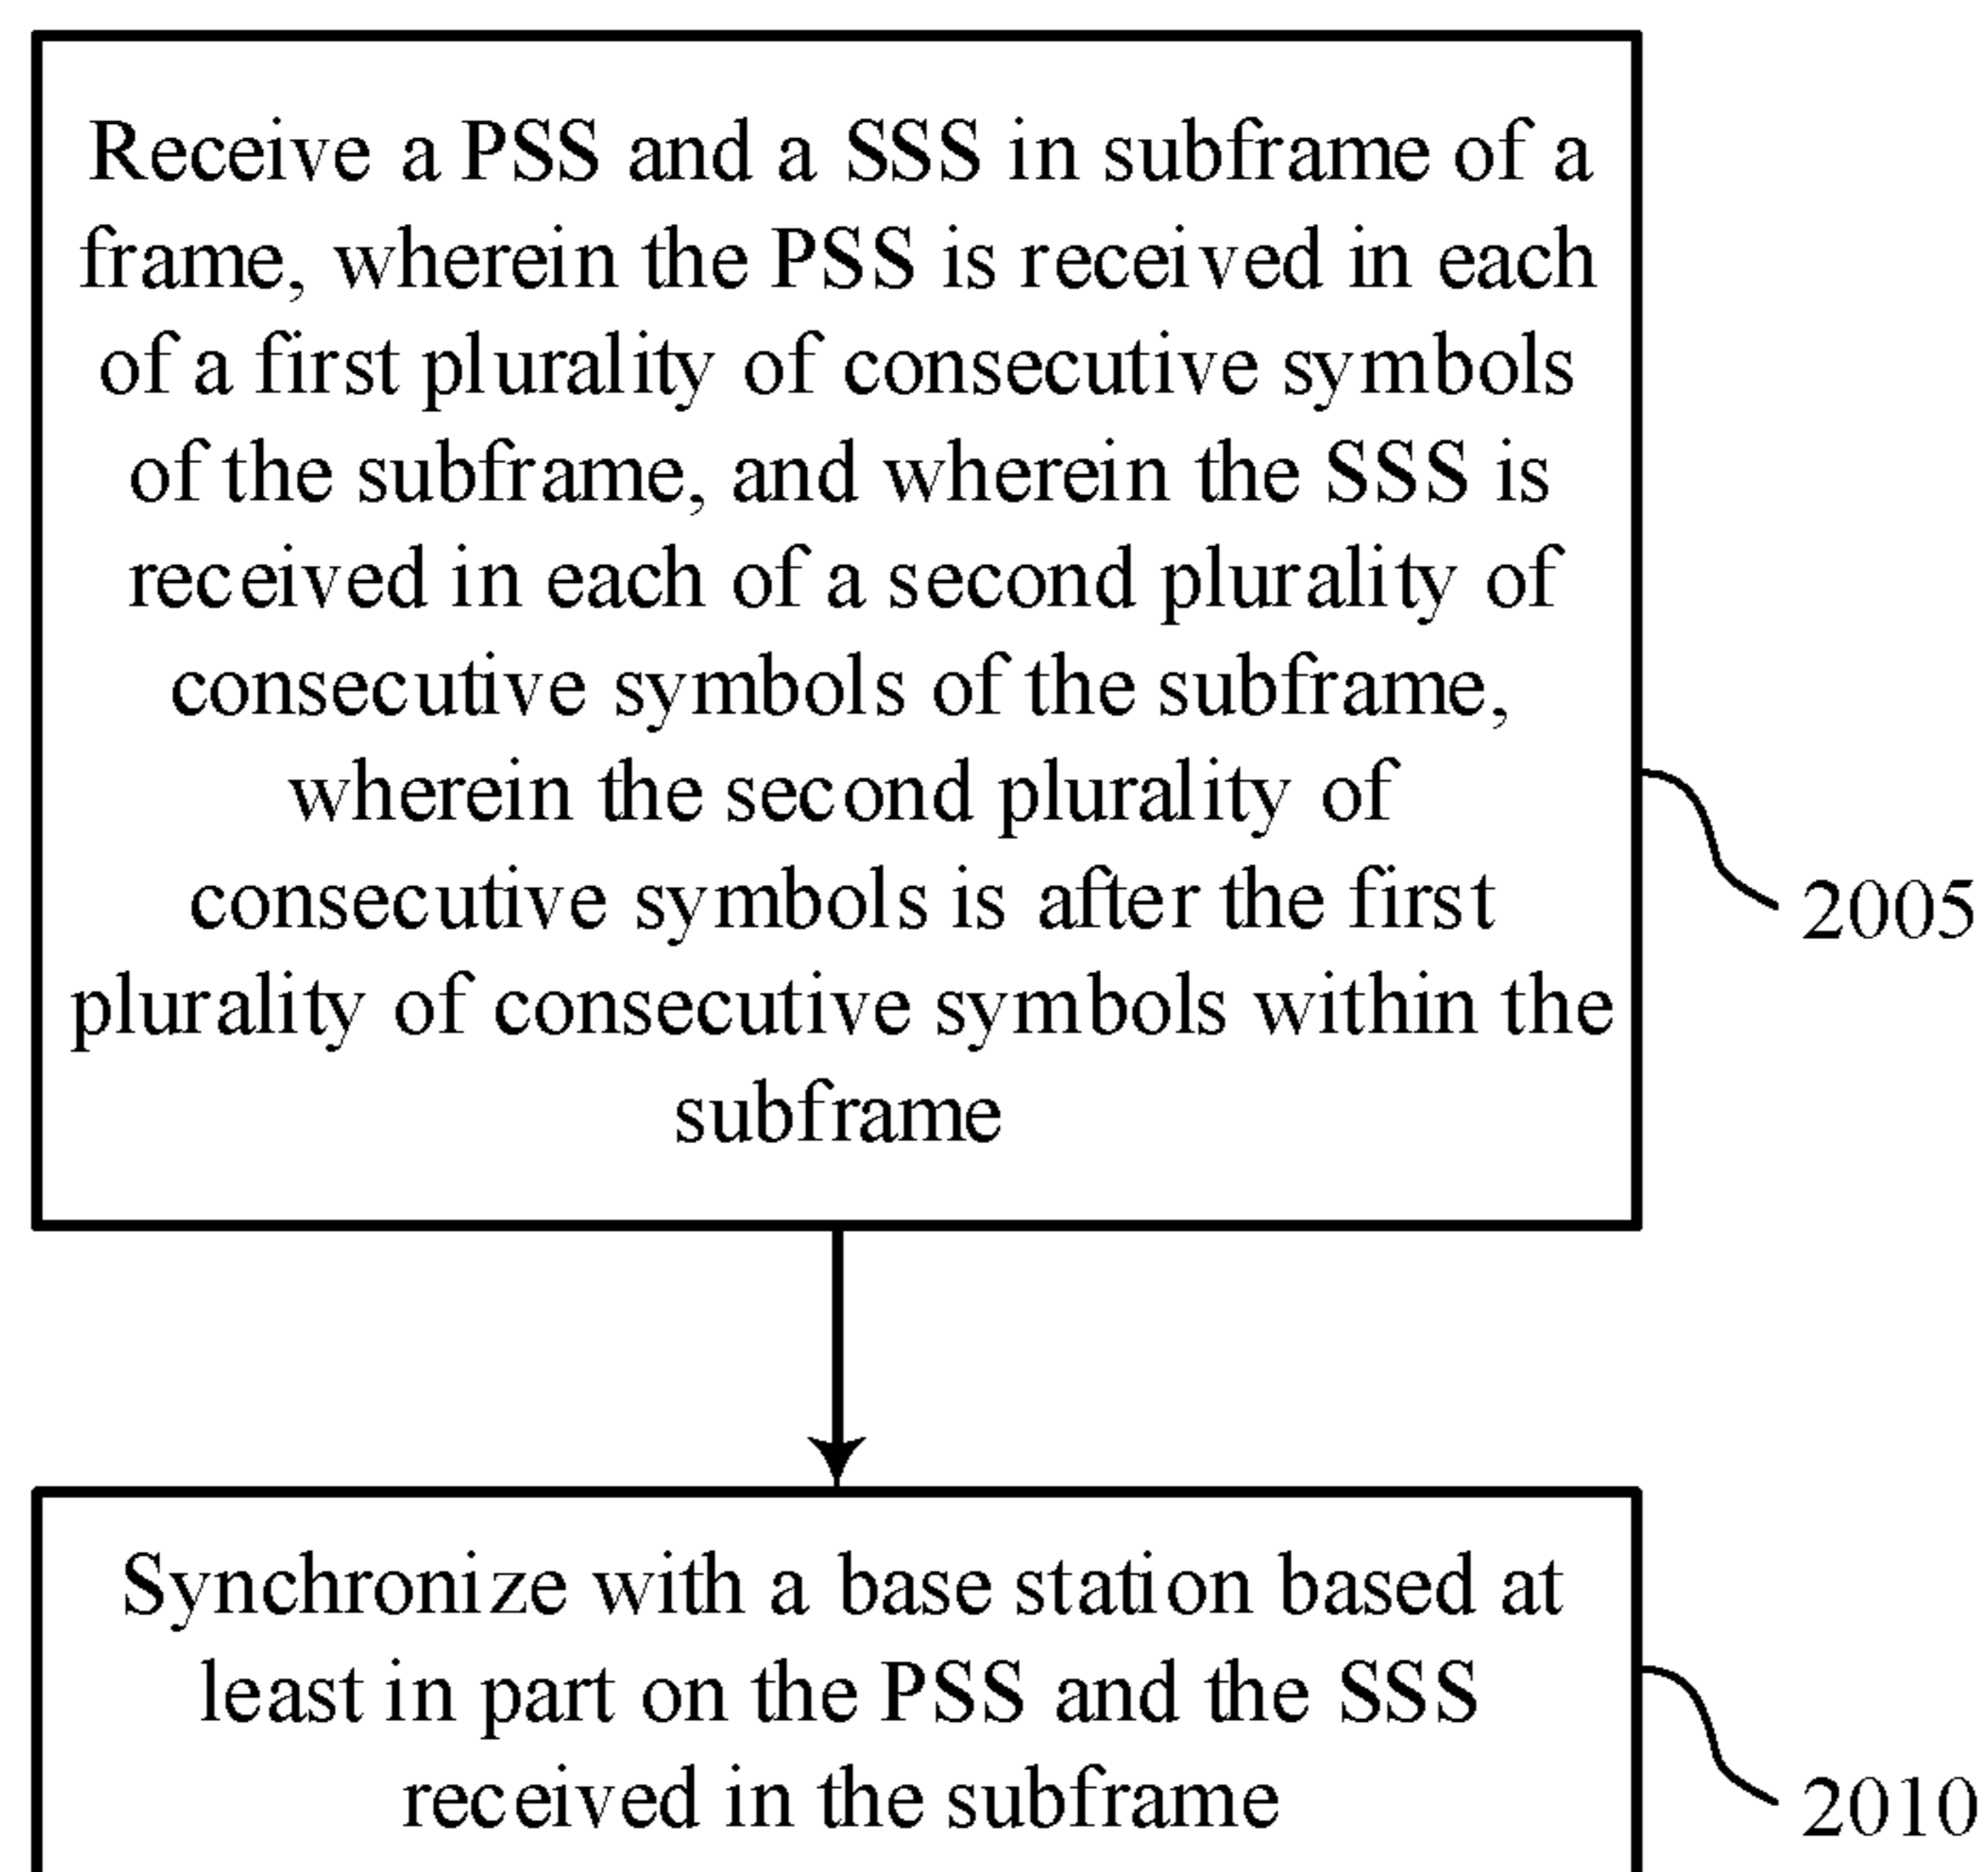 Receive a PSS and a SSS in subframe of a
frame, wherein the PSS is received in each
of a first plurality of consecutive symbols
of the subframe, and wherein the SSS is
received in each of a second plurality of
consecutive symbols of the subframe,
wherein the second plurality of
consecutive symbols is after the first
plurality of consecutive symbols within the
subframe
2005
Synchronize with a base station based at
least in part on the PSS and the SSS
received in the subframe
2010